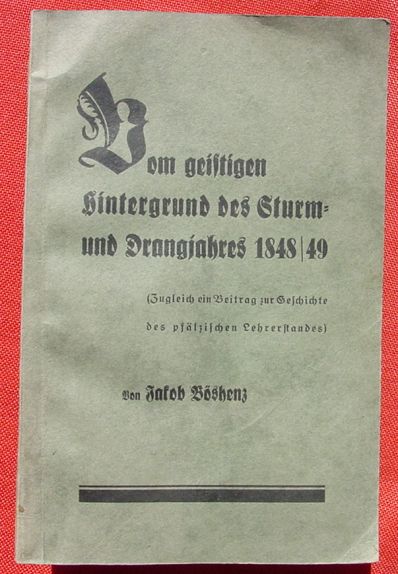 Vom geistigen
Hintergrund des Sturm-
und Drangjahres 1848/49
(Zugleich ein Beitrag zur Geschichte
des pfälzischen Lehrerstandes)
Von Jakob Böshenz